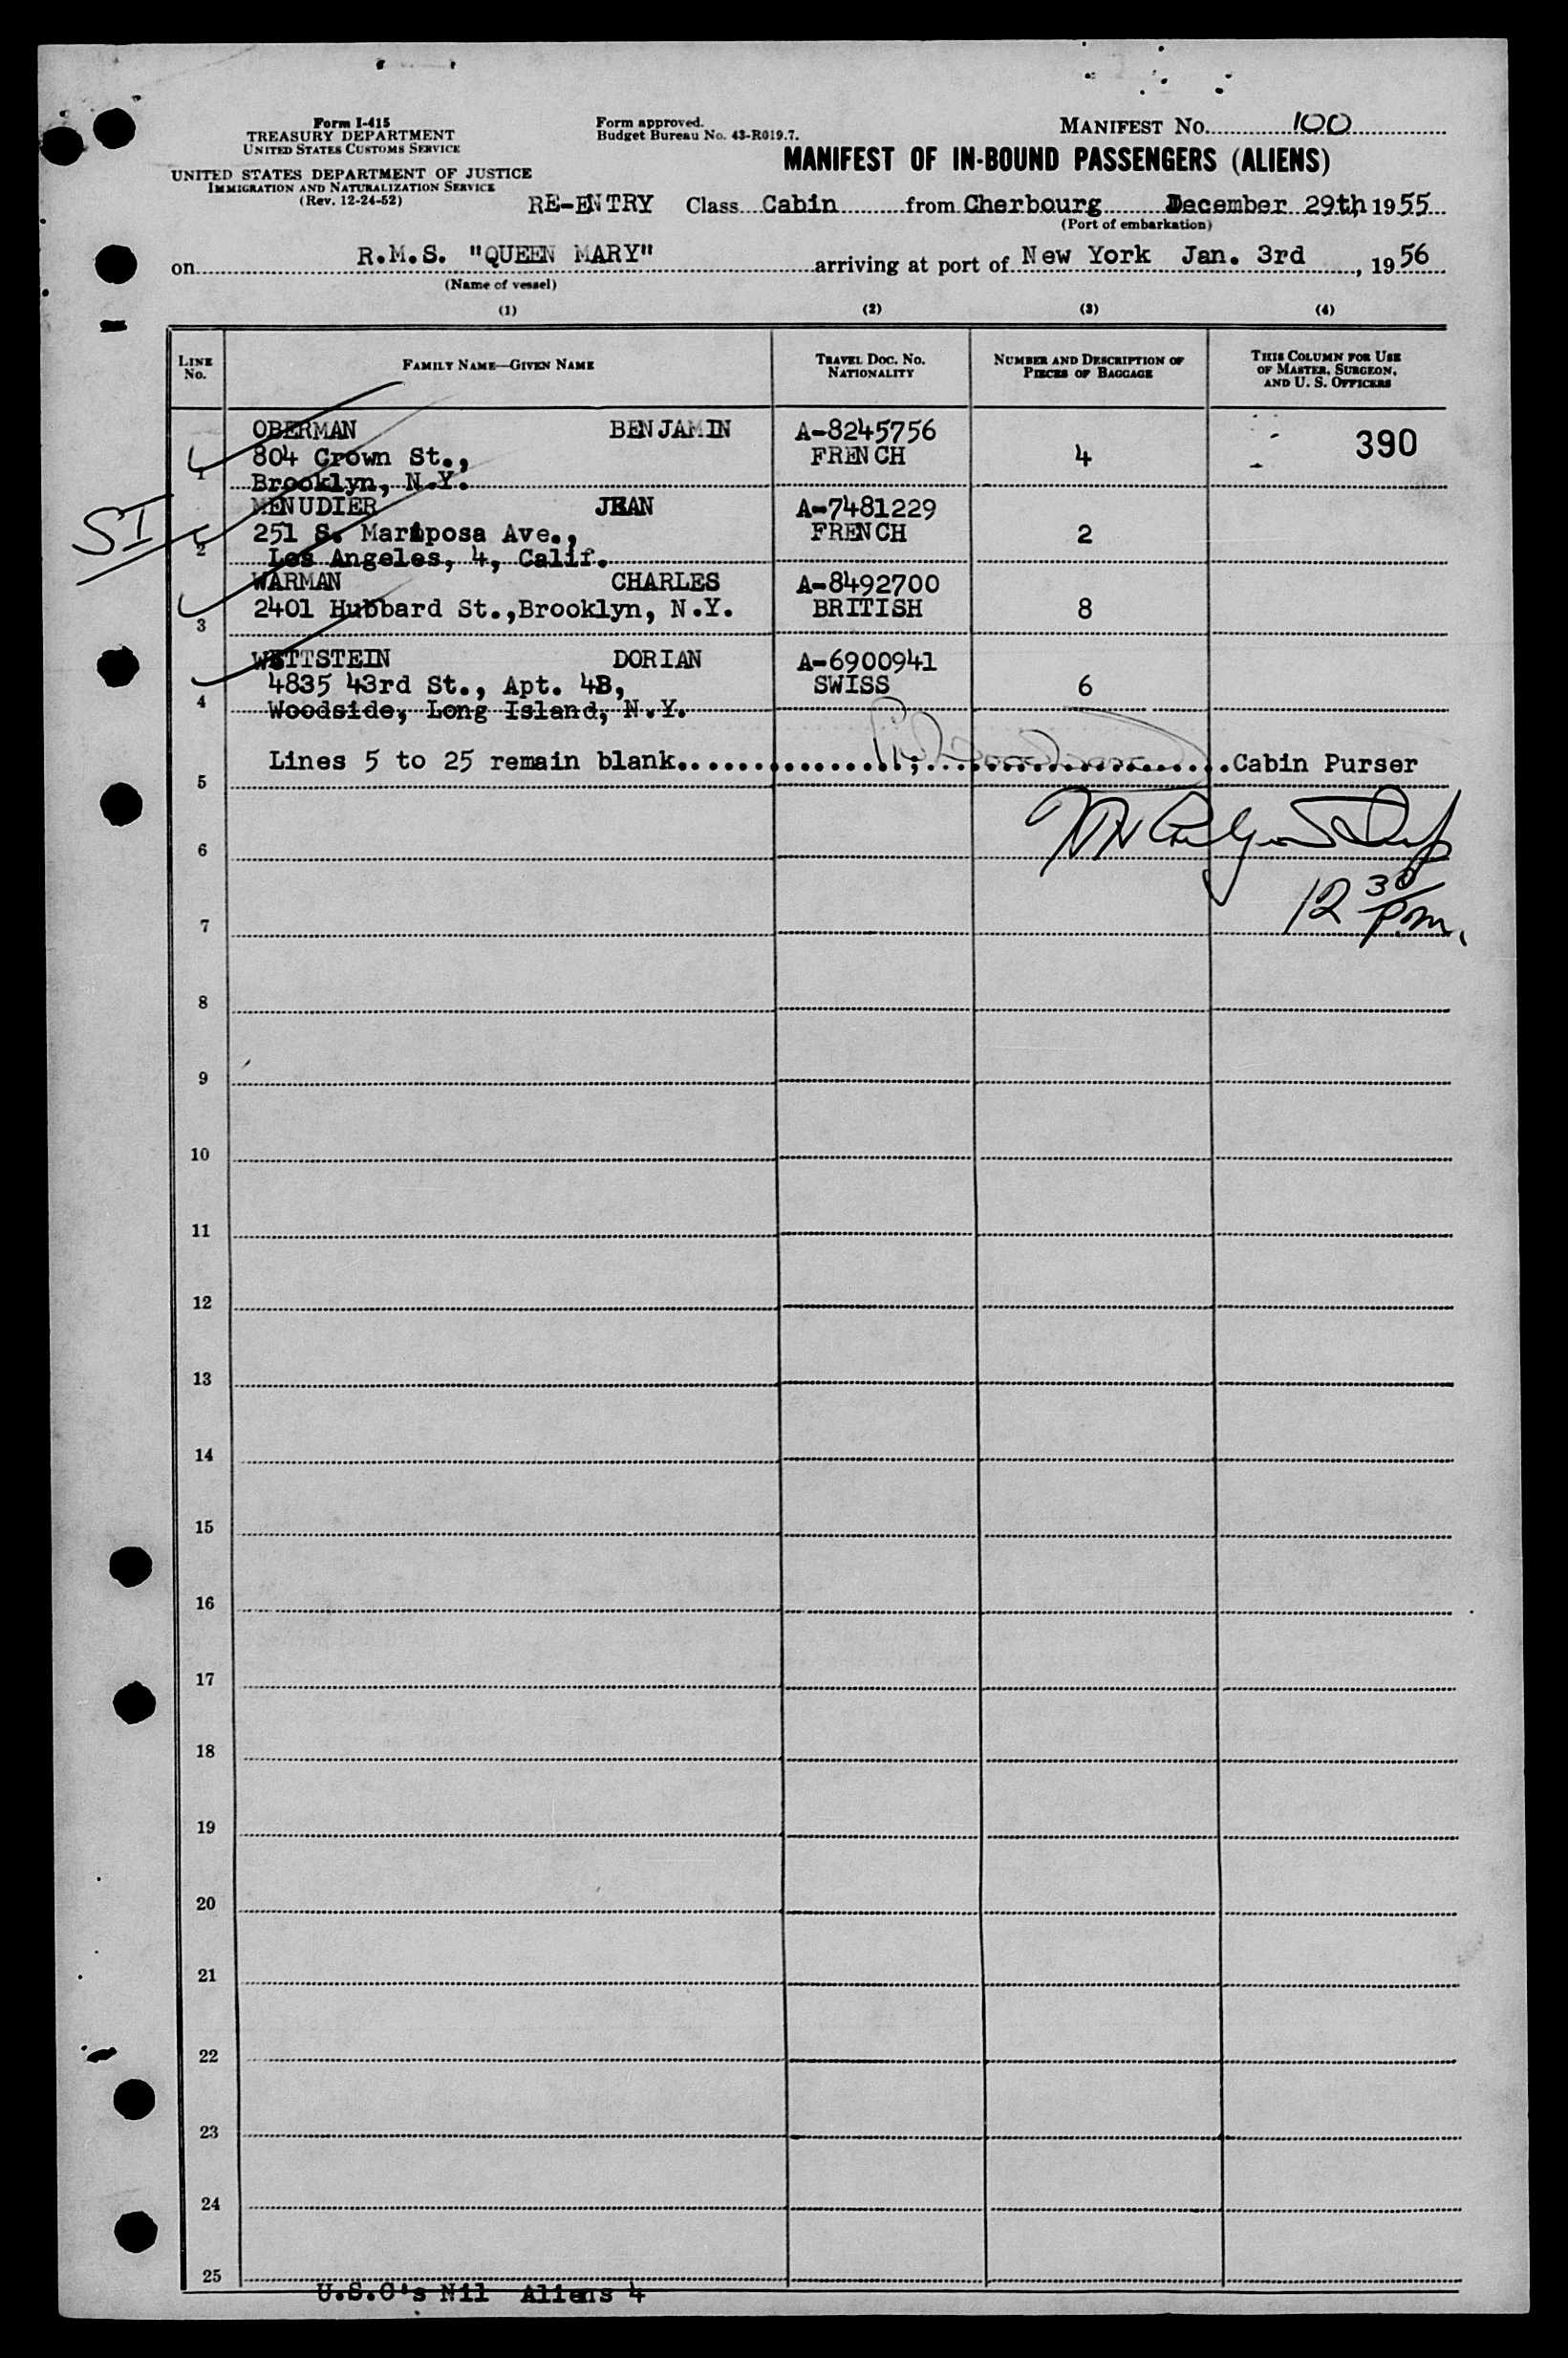 Form I-415
TREASURY DEPARTMENT
UNITED STATES CUSTOMS SERVICE
UNITED STATES DEPARTMENT OF JUSTICE
IMMIGRATION AND NATURALIZATION SERVICE
(Rev. 12-24-52)
Form approved.
Budget Bureau No. 43-R019.7.
MANIFEST No. 100
MANIFEST OF IN-BOUND PASSENGERS (ALIENS)
RE-ENTRY Class Cabin from Cherbourg December 29th 1955
(Port of embarkation)
on R.M.S. "QUEEN MARY" arriving at port of New York Jan. 3rd, 1956
(Name of vessel)
(1) (2) (3) (4)
LINE No. FAMILY NAME—GIVEN NAME TRAVEL DOC. NO. NATIONALITY NUMBER AND DESCRIPTION OF PIECES OF BAGGAGE THIS COLUMN FOR USE OF MASTER, SURGEON, AND U. S. OFFICERS
OBERMAN BENJAMIN A-8245756 390
804 Crown St., FRENCH 4
1 Brooklyn, N.Y.
MENUDIER JEAN A-7481229
SI 251 S. Mariposa Ave., FRENCH 2
2 Los Angeles, 4, Calif.
WARMAN CHARLES A-8492700
2401 Hubbard St.,Brooklyn, N.Y. BRITISH 8
3
WETTSTEIN DORIAN A-6900941
4835 43rd St., Apt. 4B, SWISS 6
4 Woodside, Long Island, N.Y.
Lines 5 to 25 remain blank. Cabin Purser
5
6
12 30 p.m.
7
8
9
10
11
12
13
14
15
16
17
18
19
20
21
22
23
24
25
U.S.C's Nil Aliens 4